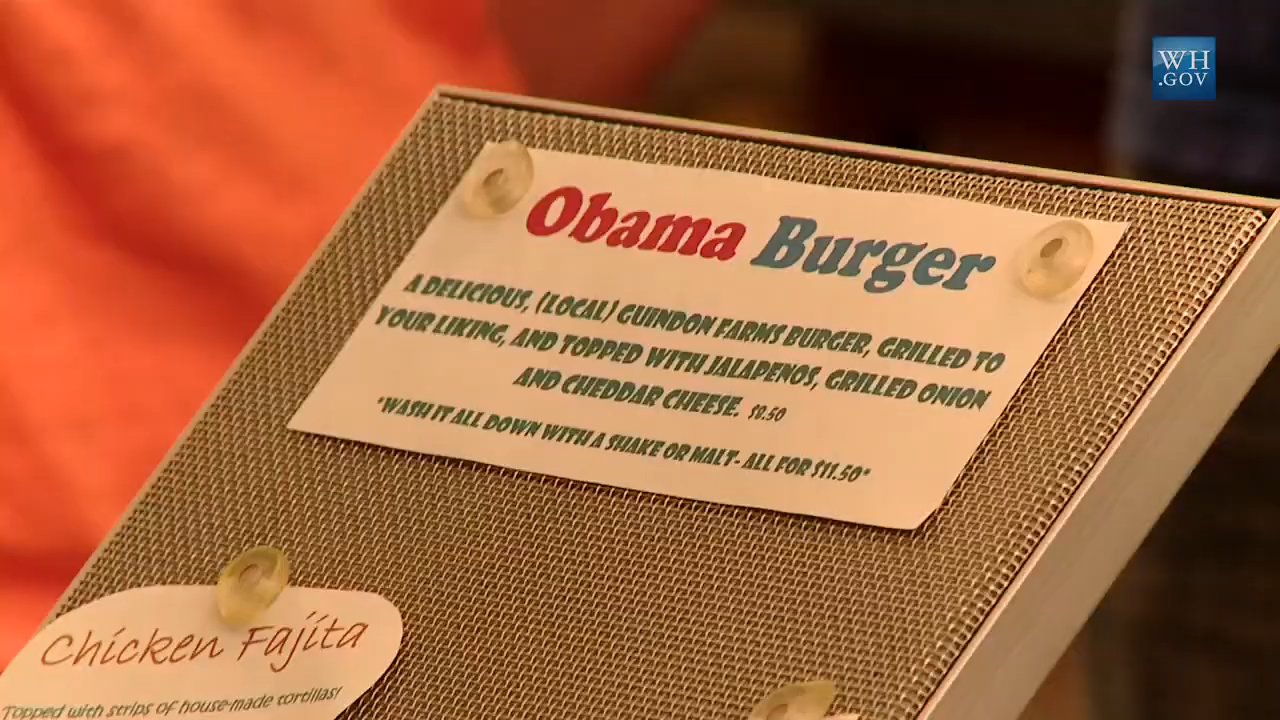 WH
.GOV
Obama Burger
A DELICIOUS, (LOCAL) GUINDON FARMS BURGER, GRILLED TO
YOUR LIKING, AND TOPPED WITH JALAPENOS, GRILLED ONION
AND CHEDDAR CHEESE. $8.50
*WASH IT ALL DOWN WITH A SHAKE OR MALT- ALL FOR $11.50*
Chicken Fajita
Topped with strips of house-made tortillas!